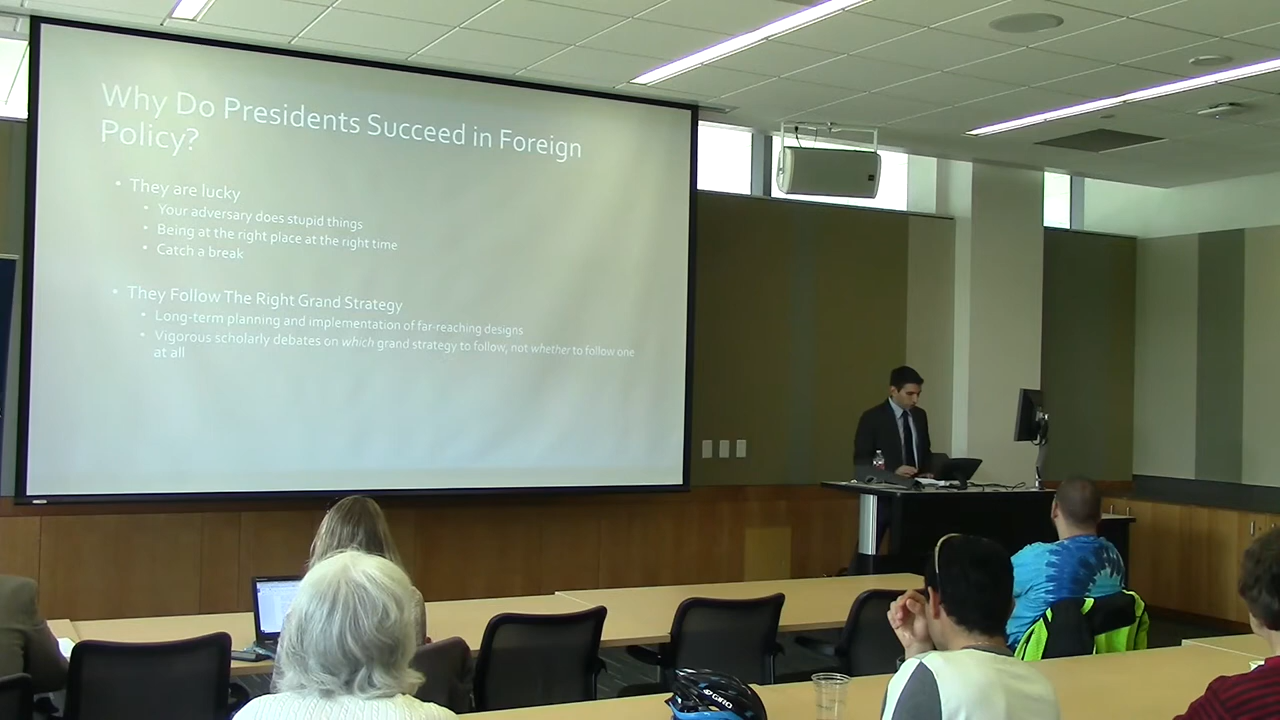 Why Do Presidents Succeed in Foreign
Policy?
• They are lucky
• Your adversary does stupid things
• Being at the right place at the right time
• Catch a break
• They Follow The Right Grand Strategy
• Long-term planning and implementation of far-reaching designs
• Vigorous scholarly debates on which grand strategy to follow, not whether to follow one
at all
GIRO